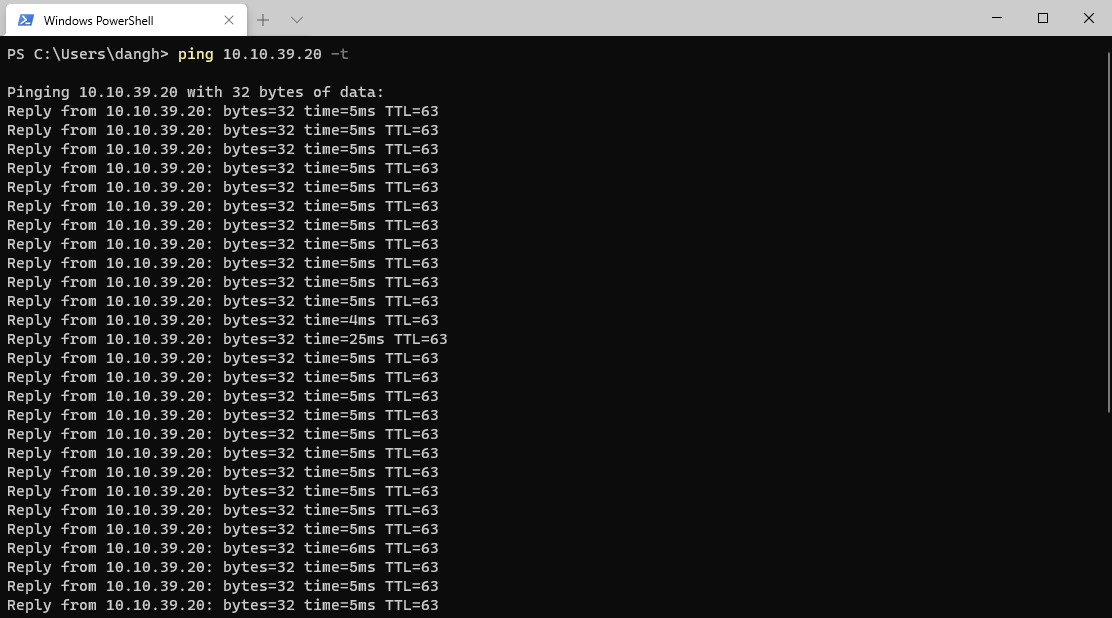 Windows PowerShell
PS C:\Users\dangh> ping 10.10.39.20 -t
Pinging 10.10.39.20 with 32 bytes of data:
Reply from 10.10.39.20: bytes=32 time=5ms TTL=63
Reply from 10.10.39.20: bytes=32 time=5ms TTL=63
Reply from 10.10.39.20: bytes=32 time=5ms TTL=63
Reply from 10.10.39.20: bytes=32 time=5ms TTL=63
Reply from 10.10.39.20: bytes=32 time=5ms TTL=63
Reply from 10.10.39.20: bytes=32 time=5ms TTL=63
Reply from 10.10.39.20: bytes=32 time=5ms TTL=63
Reply from 10.10.39.20: bytes=32 time=5ms TTL=63
Reply from 10.10.39.20: bytes=32 time=5ms TTL=63
Reply from 10.10.39.20: bytes=32 time=5ms TTL=63
Reply from 10.10.39.20: bytes=32 time=5ms TTL=63
Reply from 10.10.39.20: bytes=32 time=4ms TTL=63
Reply from 10.10.39.20: bytes=32 time=25ms TTL=63
Reply from 10.10.39.20: bytes=32 time=5ms TTL=63
Reply from 10.10.39.20: bytes=32 time=5ms TTL=63
Reply from 10.10.39.20: bytes=32 time=5ms TTL=63
Reply from 10.10.39.20: bytes=32 time=5ms TTL=63
Reply from 10.10.39.20: bytes=32 time=5ms TTL=63
Reply from 10.10.39.20: bytes=32 time=5ms TTL=63
Reply from 10.10.39.20: bytes=32 time=5ms TTL=63
Reply from 10.10.39.20: bytes=32 time=5ms TTL=63
Reply from 10.10.39.20: bytes=32 time=5ms TTL=63
Reply from 10.10.39.20: bytes=32 time=5ms TTL=63
Reply from 10.10.39.20: bytes=32 time=6ms TTL=63
Reply from 10.10.39.20: bytes=32 time=5ms TTL=63
Reply from 10.10.39.20: bytes=32 time=5ms TTL=63
Reply from 10.10.39.20: bytes=32 time=5ms TTL=63